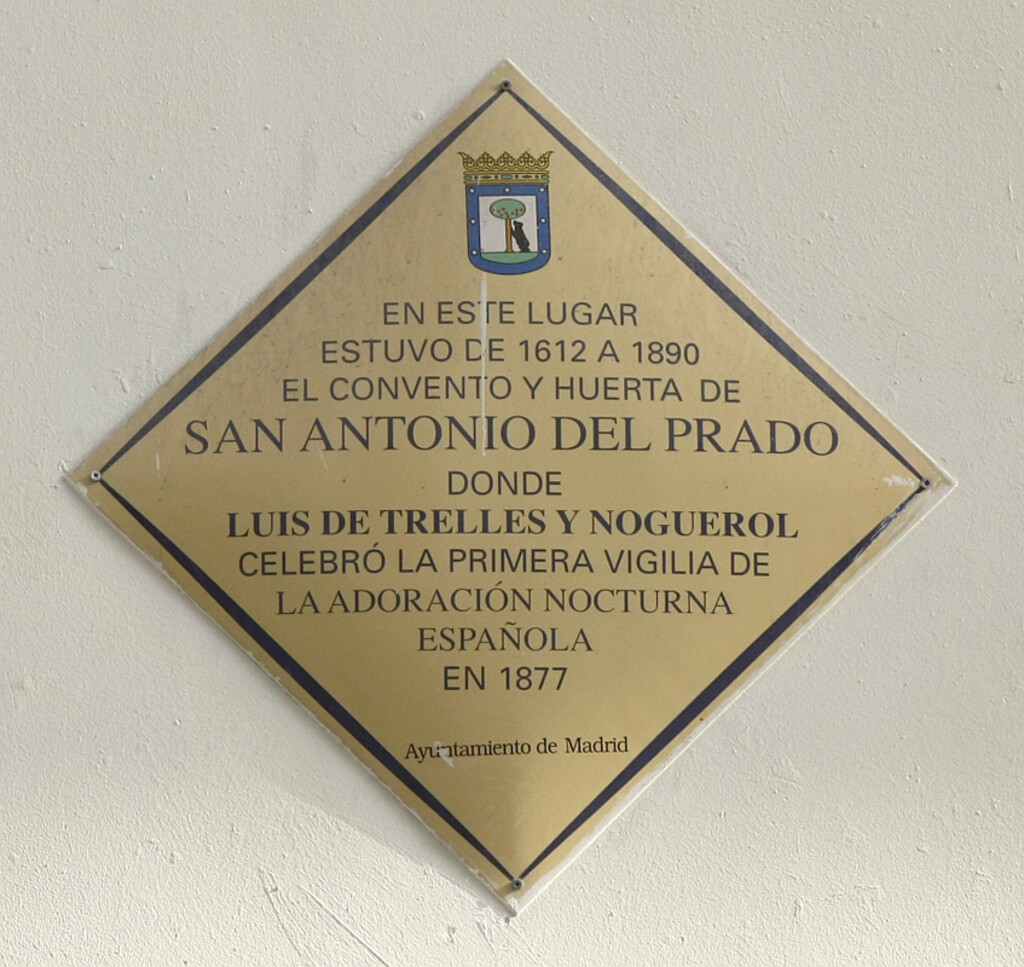 EN ESTE LUGAR
ESTUVO DE 1612 A 1890
EL CONVENTO Y HUERTA DE
SAN ANTONIO DEL PRADO
DONDE
LUIS DE TRELLES Y NOGUEROL
CELEBRÓ LA PRIMERA VIGILIA DE
LA ADORACIÓN NOCTURNA
ESPAÑOLA
EN 1877
Ayuntamiento de Madrid